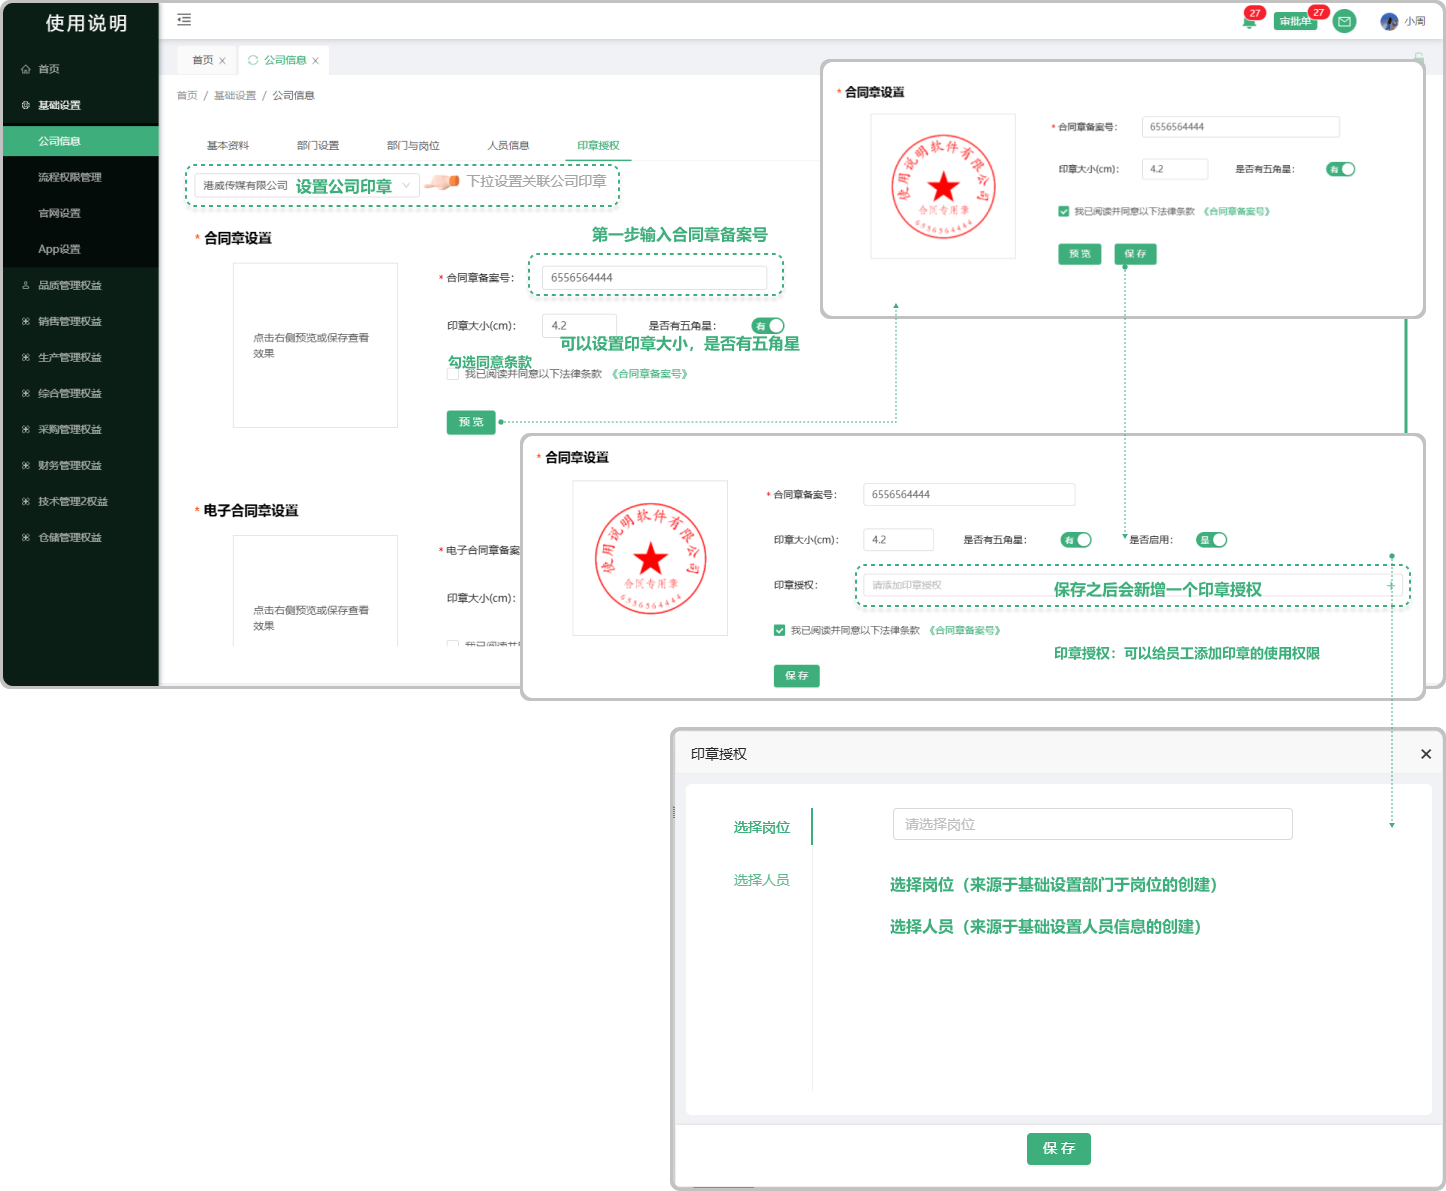 使用说明
27
审批单
27
小周
首页
公司信息
首页 / 基础设置 / 公司信息
首页
基础设置
公司信息
流程权限管理
官网设置
App设置
品质管理权益
销售管理权益
生产管理权益
综合管理权益
采购管理权益
财务管理权益
技术管理2权益
仓储管理权益
基本资料
部门设置
部门与岗位
人员信息
印章授权
港威传媒有限公司
设置公司印章
下拉设置关联公司印章
* 合同章设置
第一步输入合同章备案号
点击右侧预览或保存查看
效果
* 合同章备案号：
6556564444
印章大小(cm)：
4.2
是否有五角星：
有
可以设置印章大小，是否有五角星
勾选同意条款
我已阅读并同意以下法律条款 《合同章备案号》
预 览
* 电子合同章设置
点击右侧预览或保存查看
效果
* 电子合同章备案
印章大小(cm)：
* 合同章设置
使用说明软件有限公司
合同专用章
6556564444
* 合同章备案号：
6556564444
印章大小(cm)：
4.2
是否有五角星：
有
我已阅读并同意以下法律条款 《合同章备案号》
预 览
保 存
* 合同章设置
使用说明软件有限公司
合同专用章
6556564444
* 合同章备案号：
6556564444
印章大小(cm)：
4.2
是否有五角星：
有
是否启用：
是
印章授权：
请添加印章授权
保存之后会新增一个印章授权
我已阅读并同意以下法律条款 《合同章备案号》
印章授权：可以给员工添加印章的使用权限
保 存
印章授权
选择岗位
请选择岗位
选择人员
选择岗位（来源于基础设置部门于岗位的创建）
选择人员（来源于基础设置人员信息的创建）
保 存